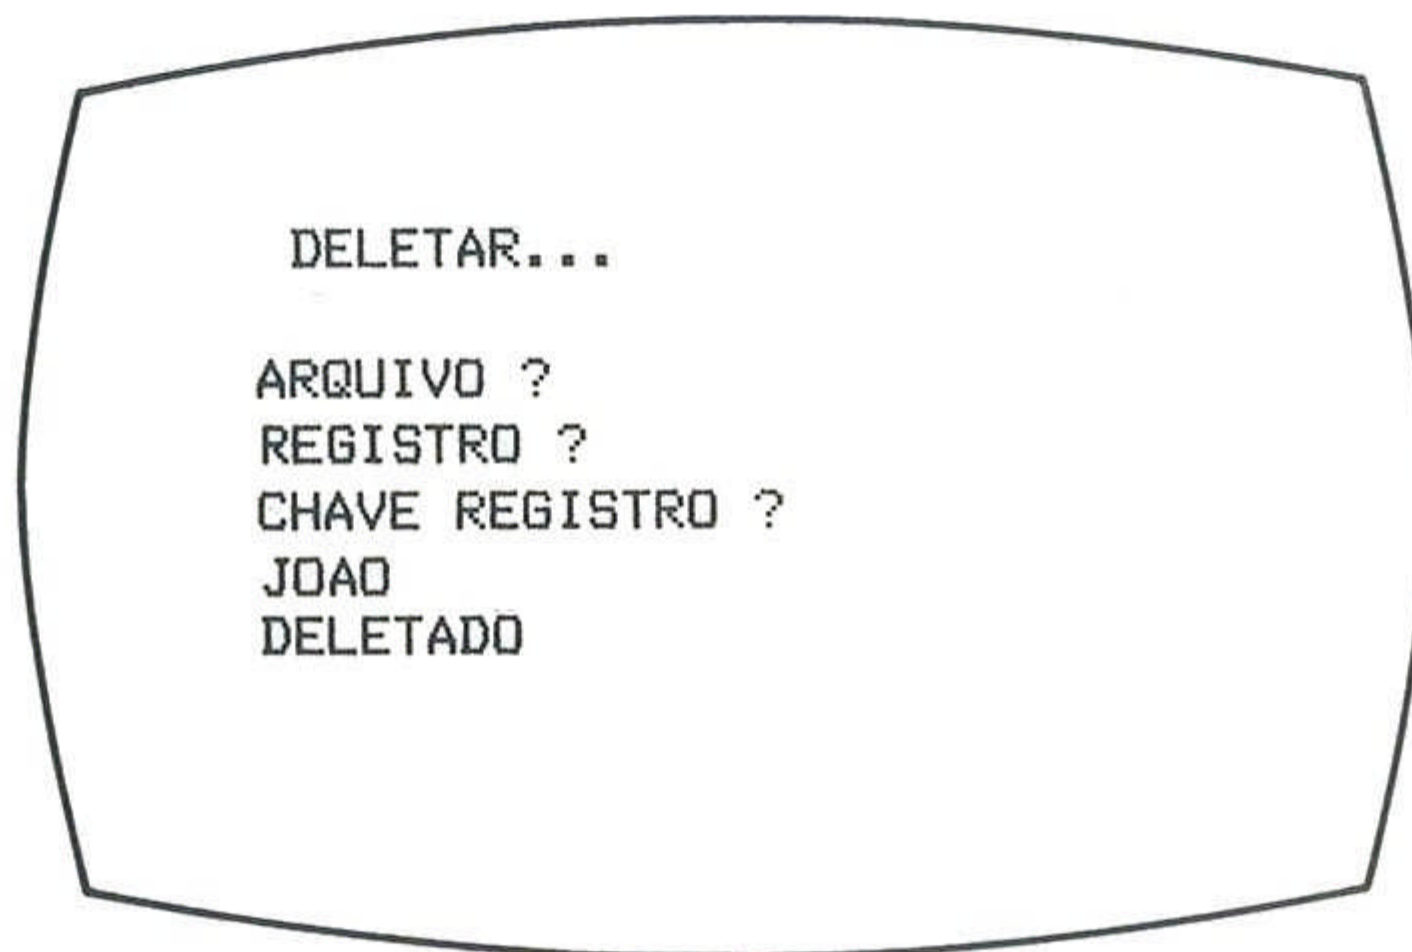 DELETAR...
ARQUIVO ?
REGISTRO ?
CHAVE REGISTRO ?
JOAO
DELETADO